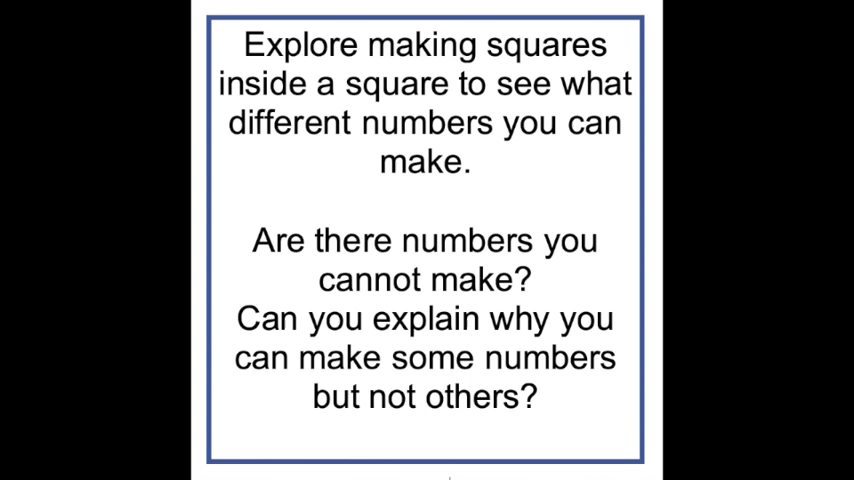 Explore making squares
inside a square to see what
different numbers you can
make.
Are there numbers you
cannot make?
Can you explain why you
can make some numbers
but not others?